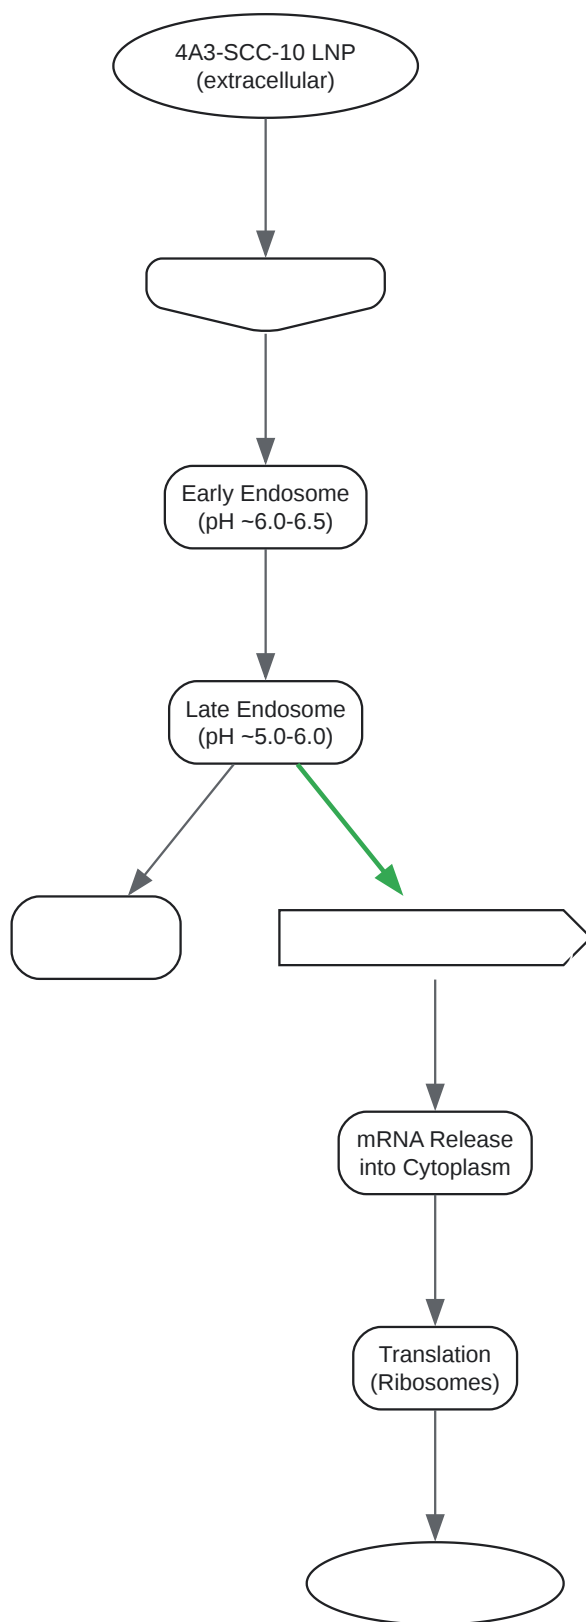 4A3-SCC-10 LNP
(extracellular)
Early Endosome
(pH ~6.0-6.5)
Late Endosome
(pH ~5.0-6.0)
mRNA Release
into Cytoplasm
Translation
(Ribosomes)